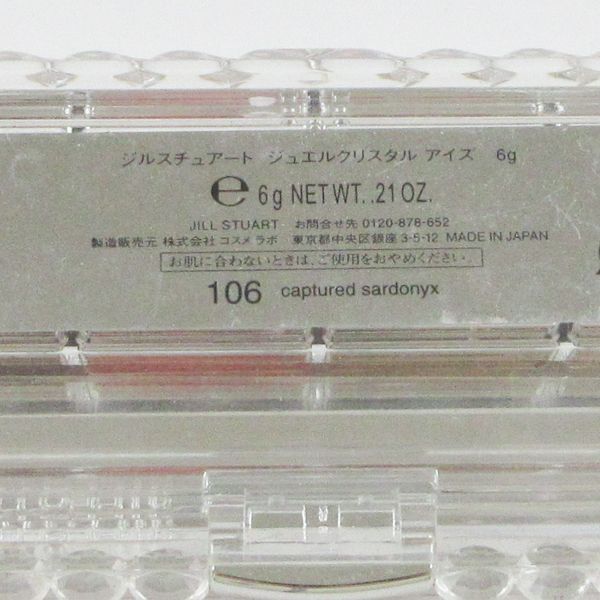 ジルスチュアート ジュエルクリスタル アイズ 6g
℮ 6g NET WT. .21 OZ.
JILL STUART お問合せ先 0120-878-652
製造販売元 株式会社 コスメ ラボ 東京都中央区銀座 3-5-12 MADE IN JAPAN
お肌に合わないときは、ご使用をおやめください。
106 captured sardonyx